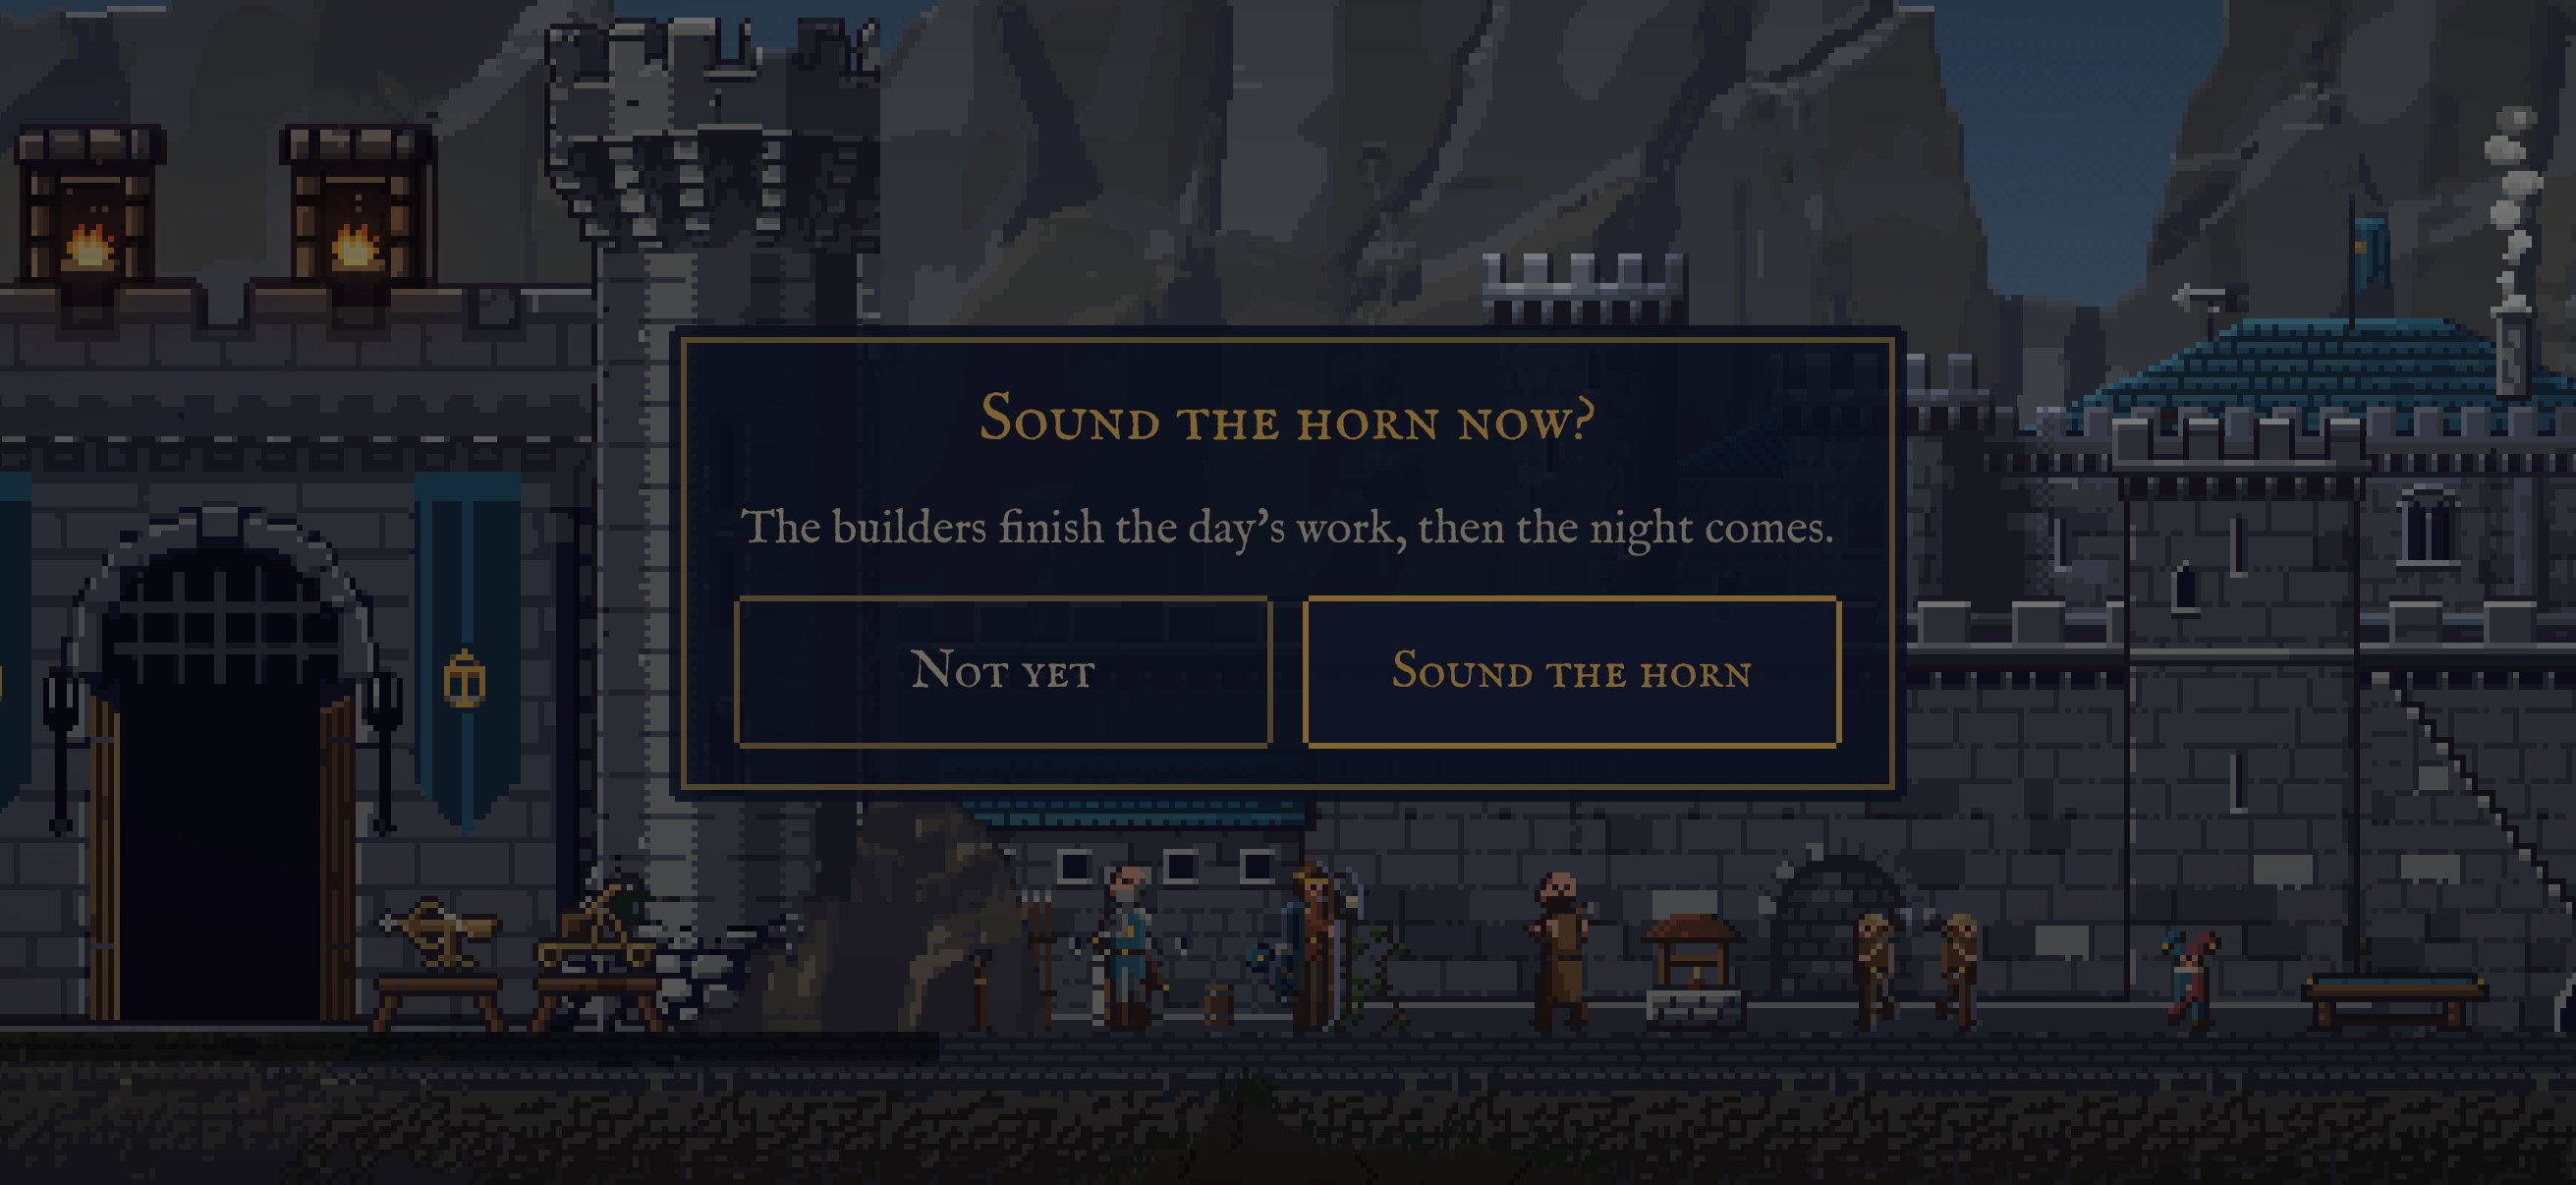 Sound the horn now?
The builders finish the day's work, then the night comes.
Not yet
Sound the horn